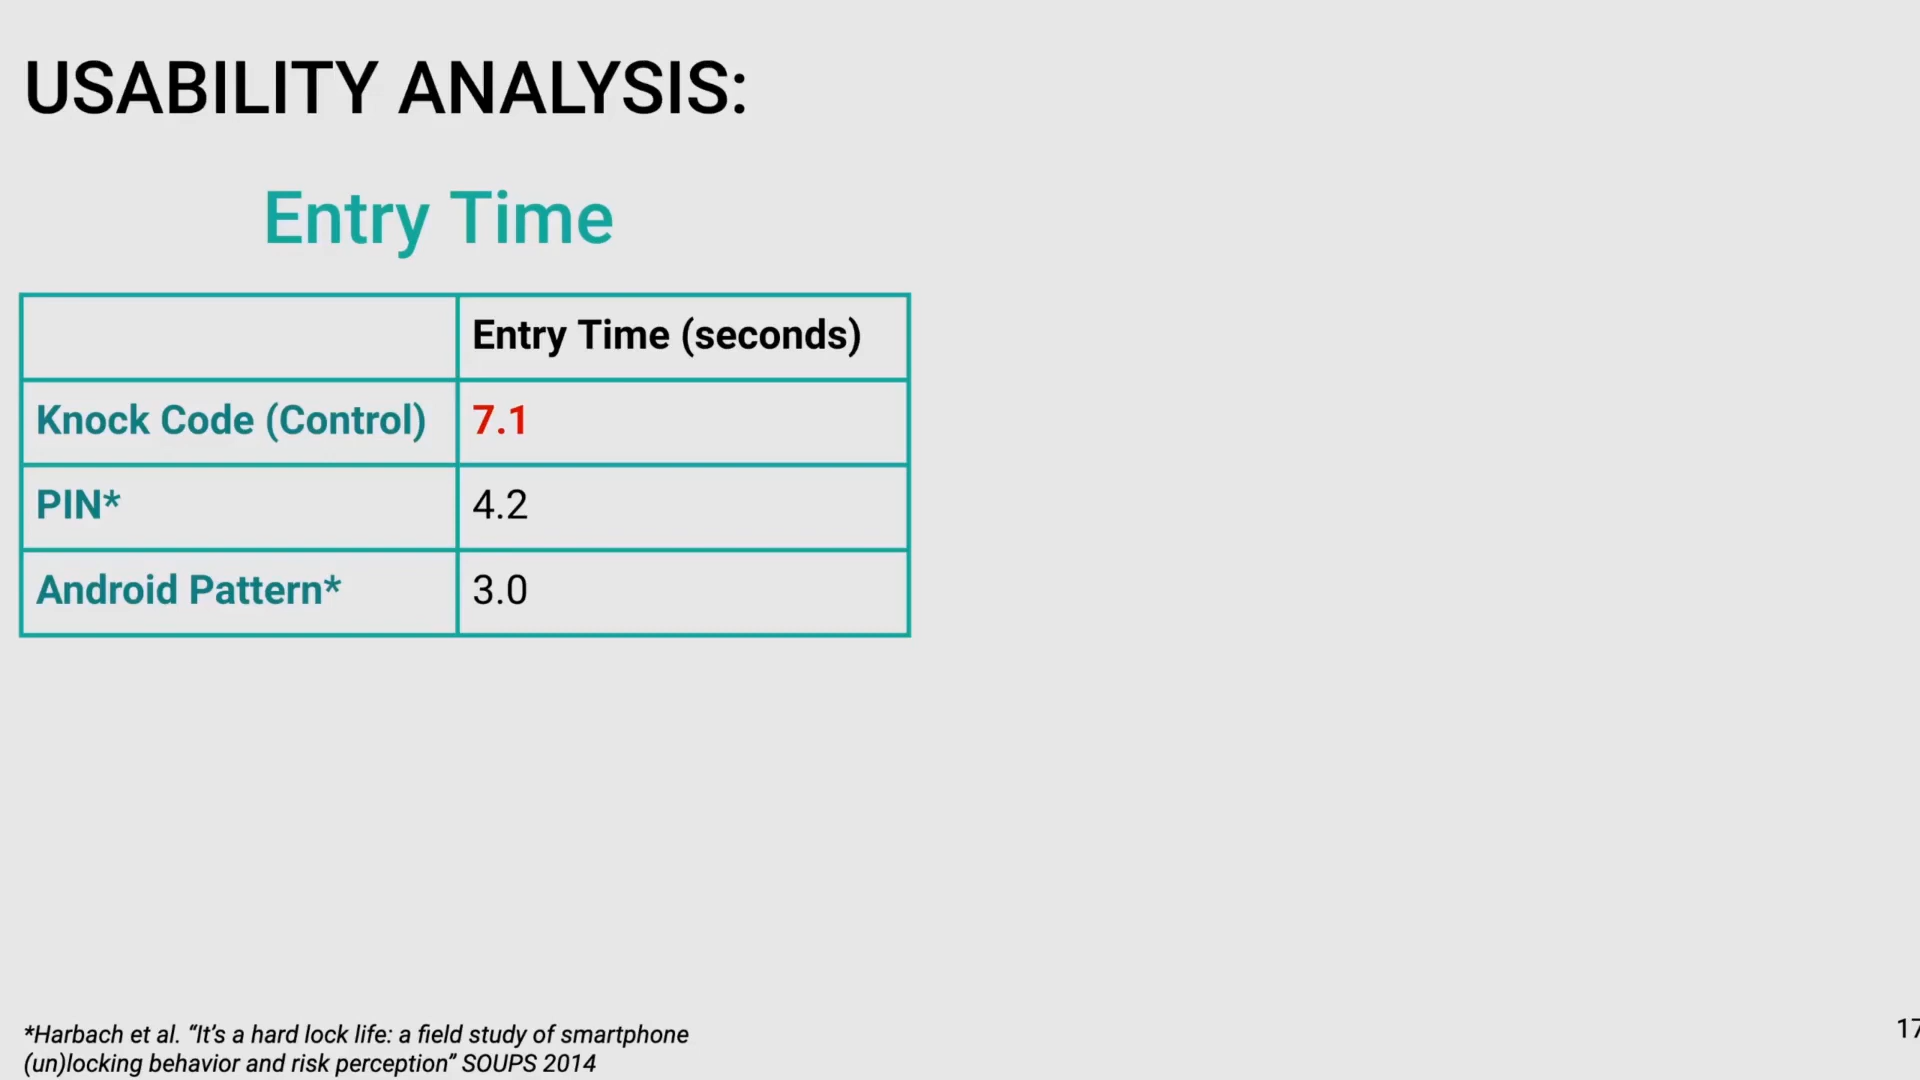 USABILITY ANALYSIS:
Entry Time
Entry Time (seconds)
Knock Code (Control) 7.1
PIN* 4.2
Android Pattern* 3.0
*Harbach et al. “It’s a hard lock life: a field study of smartphone
(un)locking behavior and risk perception” SOUPS 2014
17